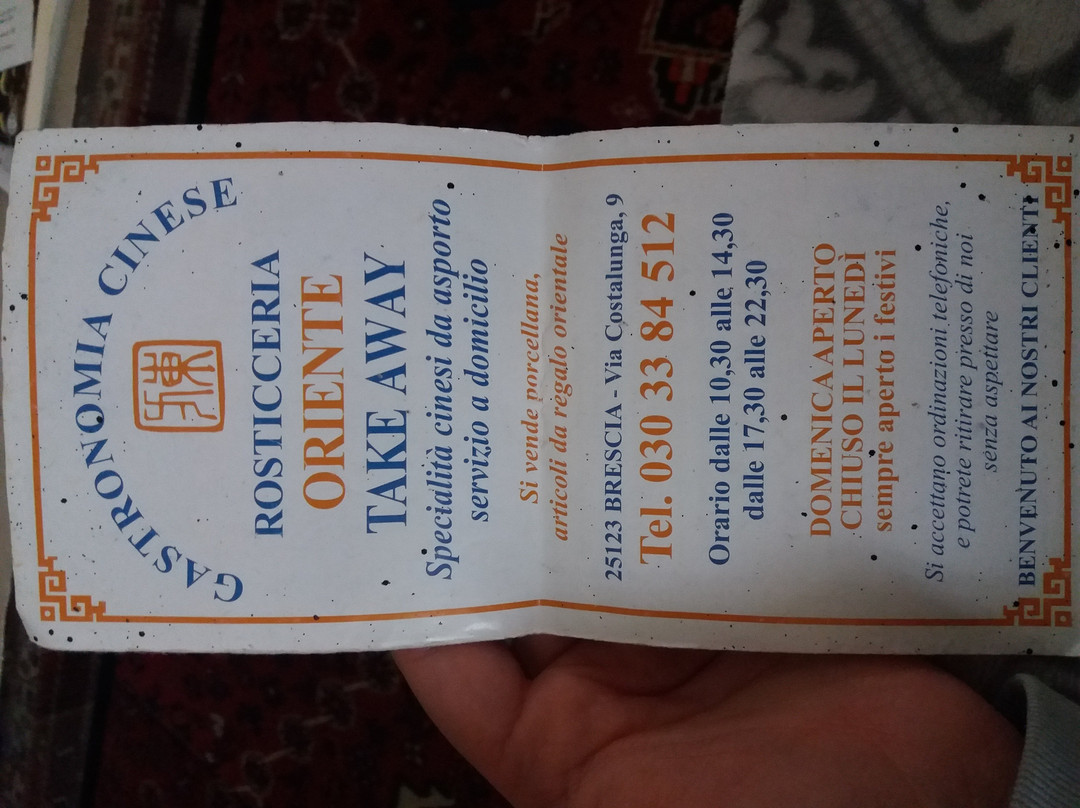 GASTRONOMIA CINESE
ROSTICCERIA
ORIENTE
TAKE AWAY
Specialità cinesi da asporto
servizio a domicilio
Si vende porcellana,
articoli da regalo orientale
25123 BRESCIA - Via Costalunga, 9
Tel. 030 33 84 512
Orario dalle 10,30 alle 14,30
dalle 17,30 alle 22,30
DOMENICA APERTO
CHIUSO IL LUNEDÌ
sempre aperto i festivi
Si accettano ordinazioni telefoniche,
e potrete ritirare presso di noi
senza aspettare
BENVENUTO AI NOSTRI CLIENTI